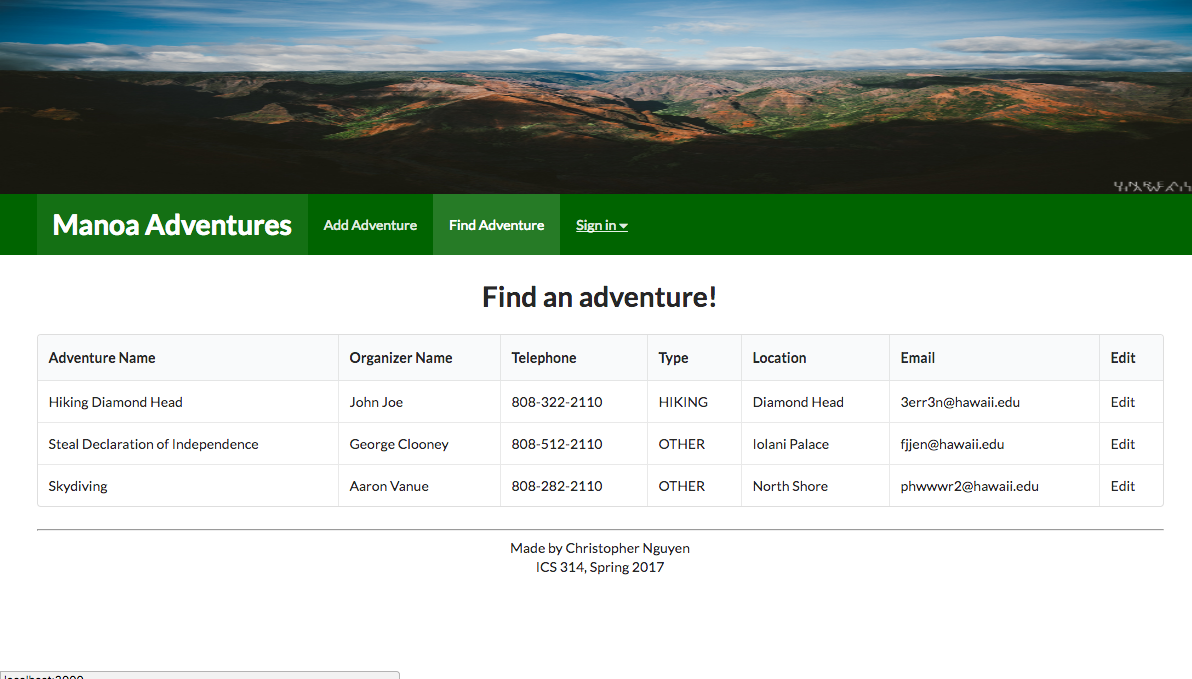 UNREAL
HAWAII
Manoa Adventures Add Adventure Find Adventure Sign in
Find an adventure!
Adventure Name Organizer Name Telephone Type Location Email Edit
Hiking Diamond Head John Joe 808-322-2110 HIKING Diamond Head 3err3n@hawaii.edu Edit
Steal Declaration of Independence George Clooney 808-512-2110 OTHER Iolani Palace fjjen@hawaii.edu Edit
Skydiving Aaron Vanue 808-282-2110 OTHER North Shore phwwwr2@hawaii.edu Edit
Made by Christopher Nguyen
ICS 314, Spring 2017